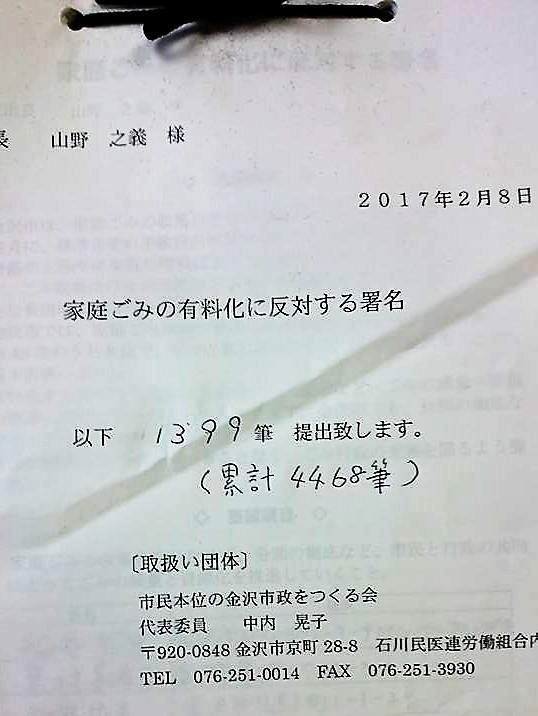 長　山野 之義 様
２０１７年２月８日
家庭ごみの有料化に反対する署名
以下　1399 筆　提出致します。
(累計 4468筆)
〔取扱い団体〕
市民本位の金沢市政をつくる会
代表委員　中内　晃子
〒920-0848 金沢市京町 28-8　石川民医連労働組合内
TEL　076-251-0014　FAX　076-251-3930